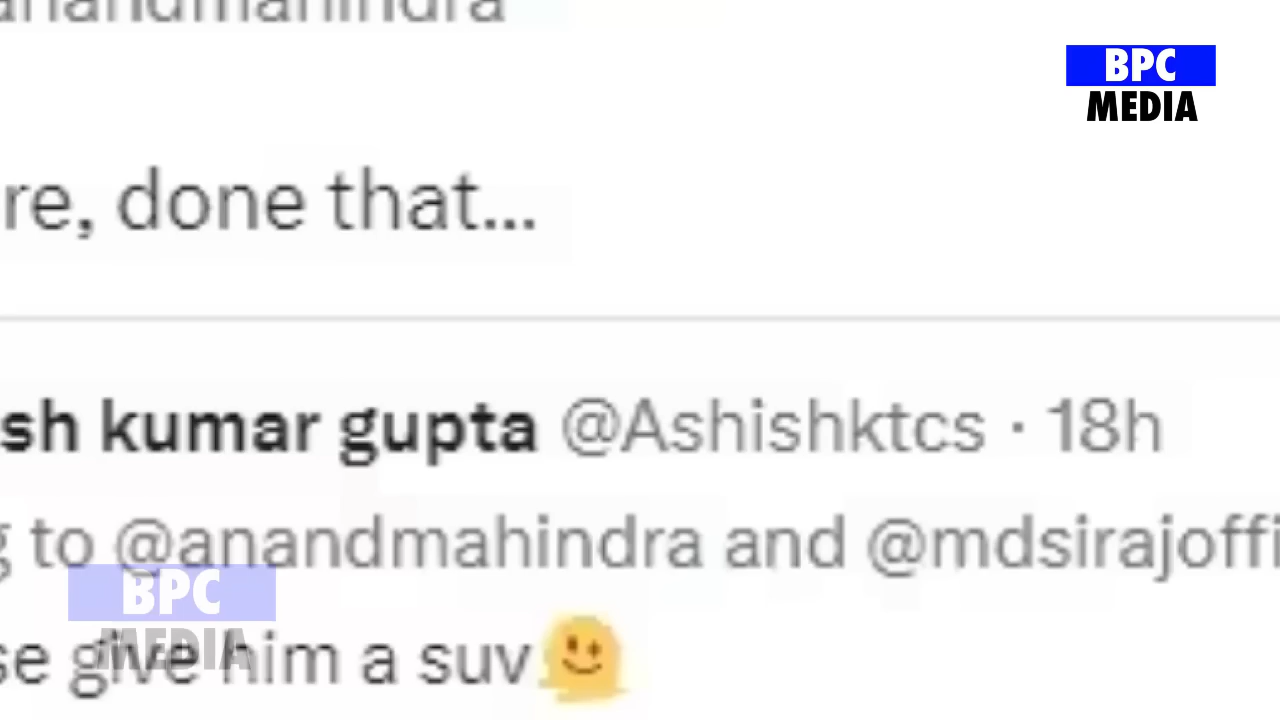 anandmahindra
BPC
MEDIA
re, done that...
sh kumar gupta @Ashishktcs · 18h
g to @anandmahindra and @mdsirajoffi
BPC
MEDIA
se give him a suv🫠